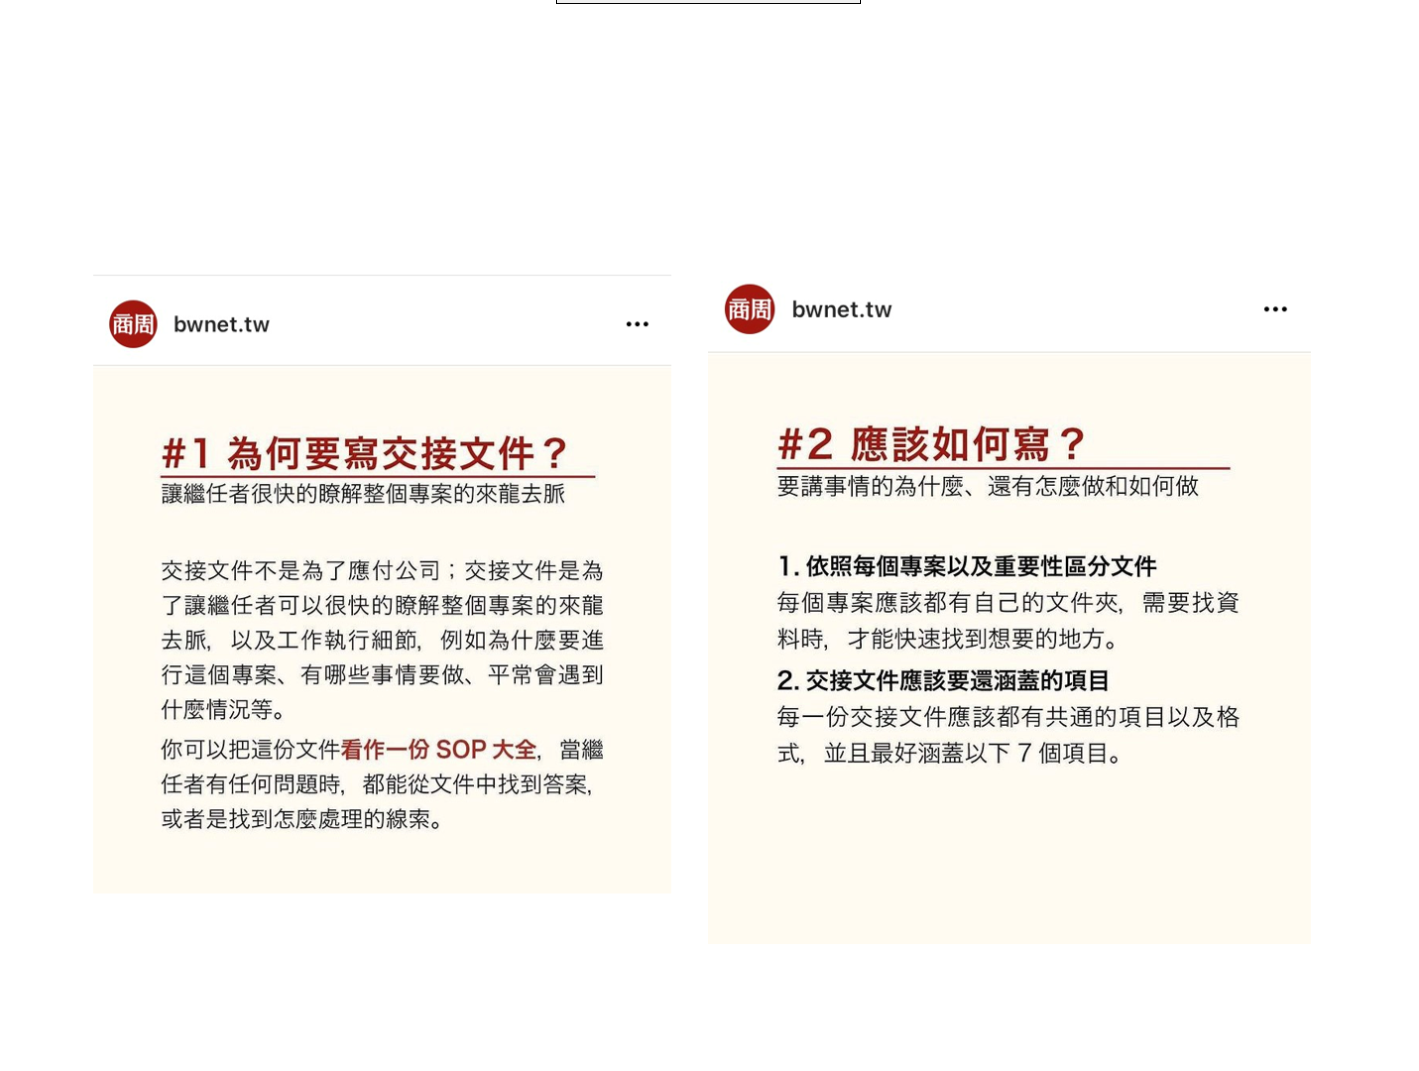 商周 bwnet.tw
#1 為何要寫交接文件？
讓繼任者很快的瞭解整個專案的來龍去脈
交接文件不是為了應付公司；交接文件是為
了讓繼任者可以很快的瞭解整個專案的來龍
去脈，以及工作執行細節，例如為什麼要進
行這個專案、有哪些事情要做、平常會遇到
什麼情況等。
你可以把這份文件看作一份 SOP 大全，當繼
任者有任何問題時，都能從文件中找到答案，
或者是找到怎麼處理的線索。
商周 bwnet.tw
#2 應該如何寫？
要講事情的為什麼、還有怎麼做和如何做
1. 依照每個專案以及重要性區分文件
每個專案應該都有自己的文件夾，需要找資
料時，才能快速找到想要的地方。
2. 交接文件應該要還涵蓋的項目
每一份交接文件應該都有共通的項目以及格
式，並且最好涵蓋以下 7 個項目。